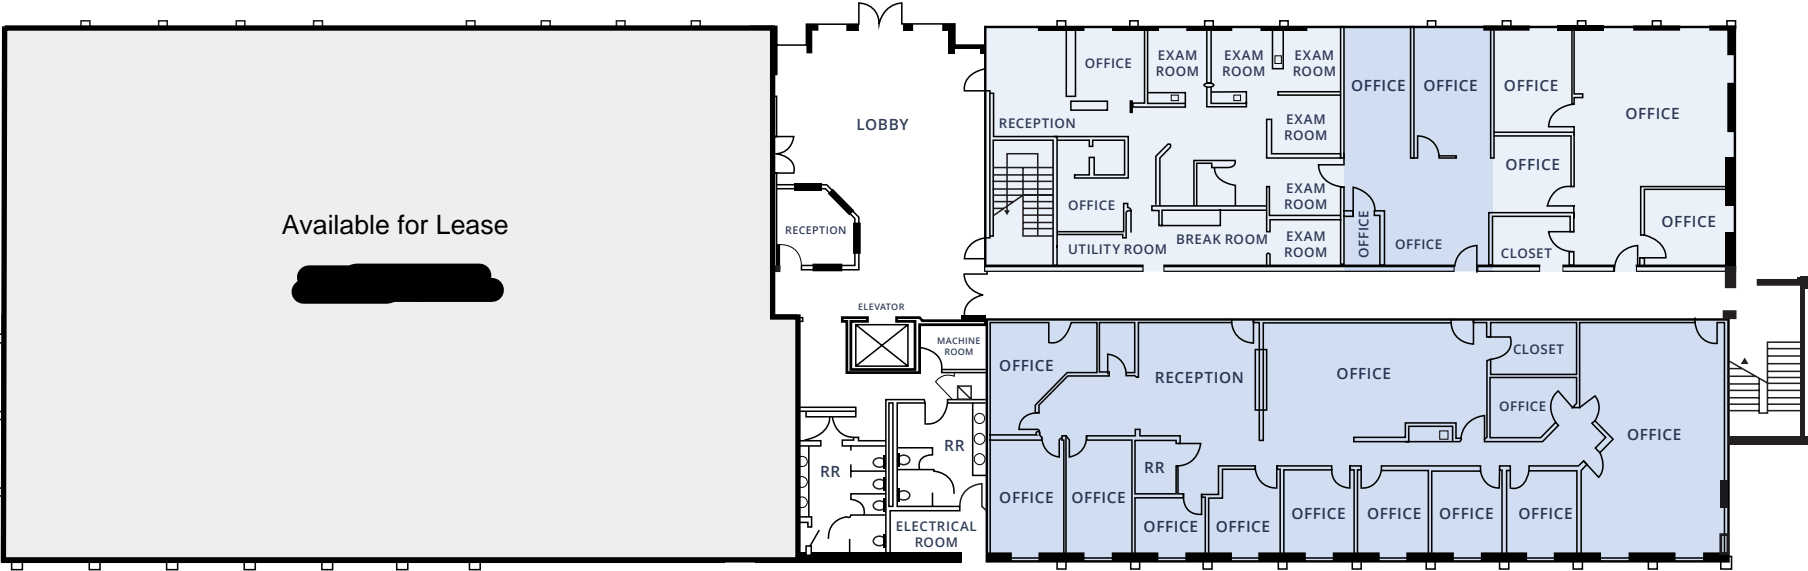 Available for Lease
LOBBY
RECEPTION
ELEVATOR
MACHINE
ROOM
RR
RR
ELECTRICAL
ROOM
OFFICE
EXAM
ROOM
EXAM
ROOM
EXAM
ROOM
RECEPTION
EXAM
ROOM
OFFICE
EXAM
ROOM
UTILITY ROOM
BREAK ROOM
EXAM
ROOM
OFFICE
OFFICE
OFFICE
OFFICE
OFFICE
OFFICE
OFFICE
OFFICE
CLOSET
OFFICE
RECEPTION
OFFICE
CLOSET
OFFICE
OFFICE
OFFICE
OFFICE
RR
OFFICE
OFFICE
OFFICE
OFFICE
OFFICE
OFFICE